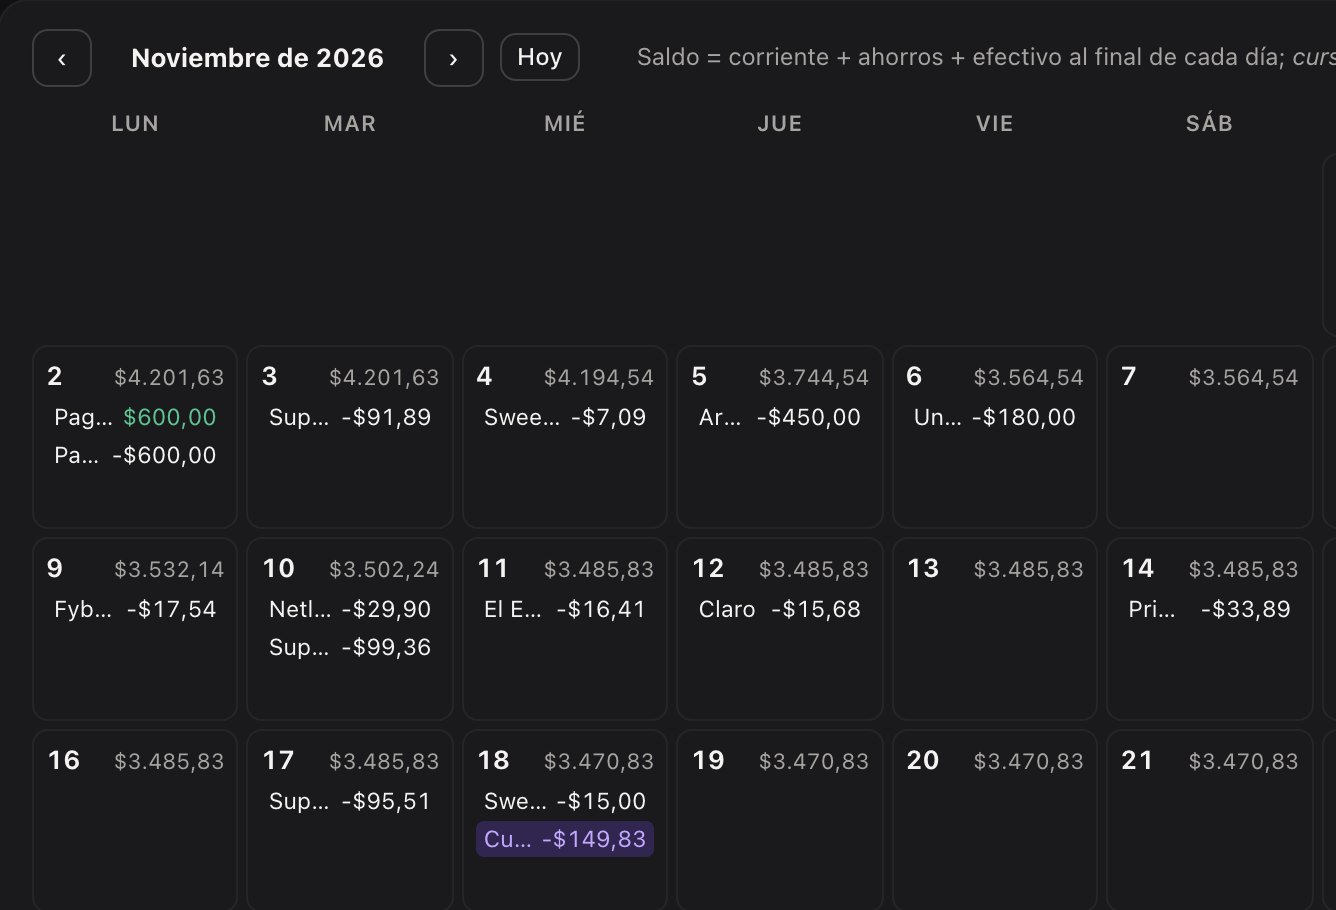 ‹ Noviembre de 2026 › Hoy Saldo = corriente + ahorros + efectivo al final de cada día; curs
LUN MAR MIÉ JUE VIE SÁB
2 $4.201,63
Pag... $600,00
Pa... -$600,00
3 $4.201,63
Sup... -$91,89
4 $4.194,54
Swee... -$7,09
5 $3.744,54
Ar... -$450,00
6 $3.564,54
Un... -$180,00
7 $3.564,54
9 $3.532,14
Fyb... -$17,54
10 $3.502,24
Netl... -$29,90
Sup... -$99,36
11 $3.485,83
El E... -$16,41
12 $3.485,83
Claro -$15,68
13 $3.485,83
14 $3.485,83
Pri... -$33,89
16 $3.485,83
17 $3.485,83
Sup... -$95,51
18 $3.470,83
Swe... -$15,00
Cu... -$149,83
19 $3.470,83
20 $3.470,83
21 $3.470,83